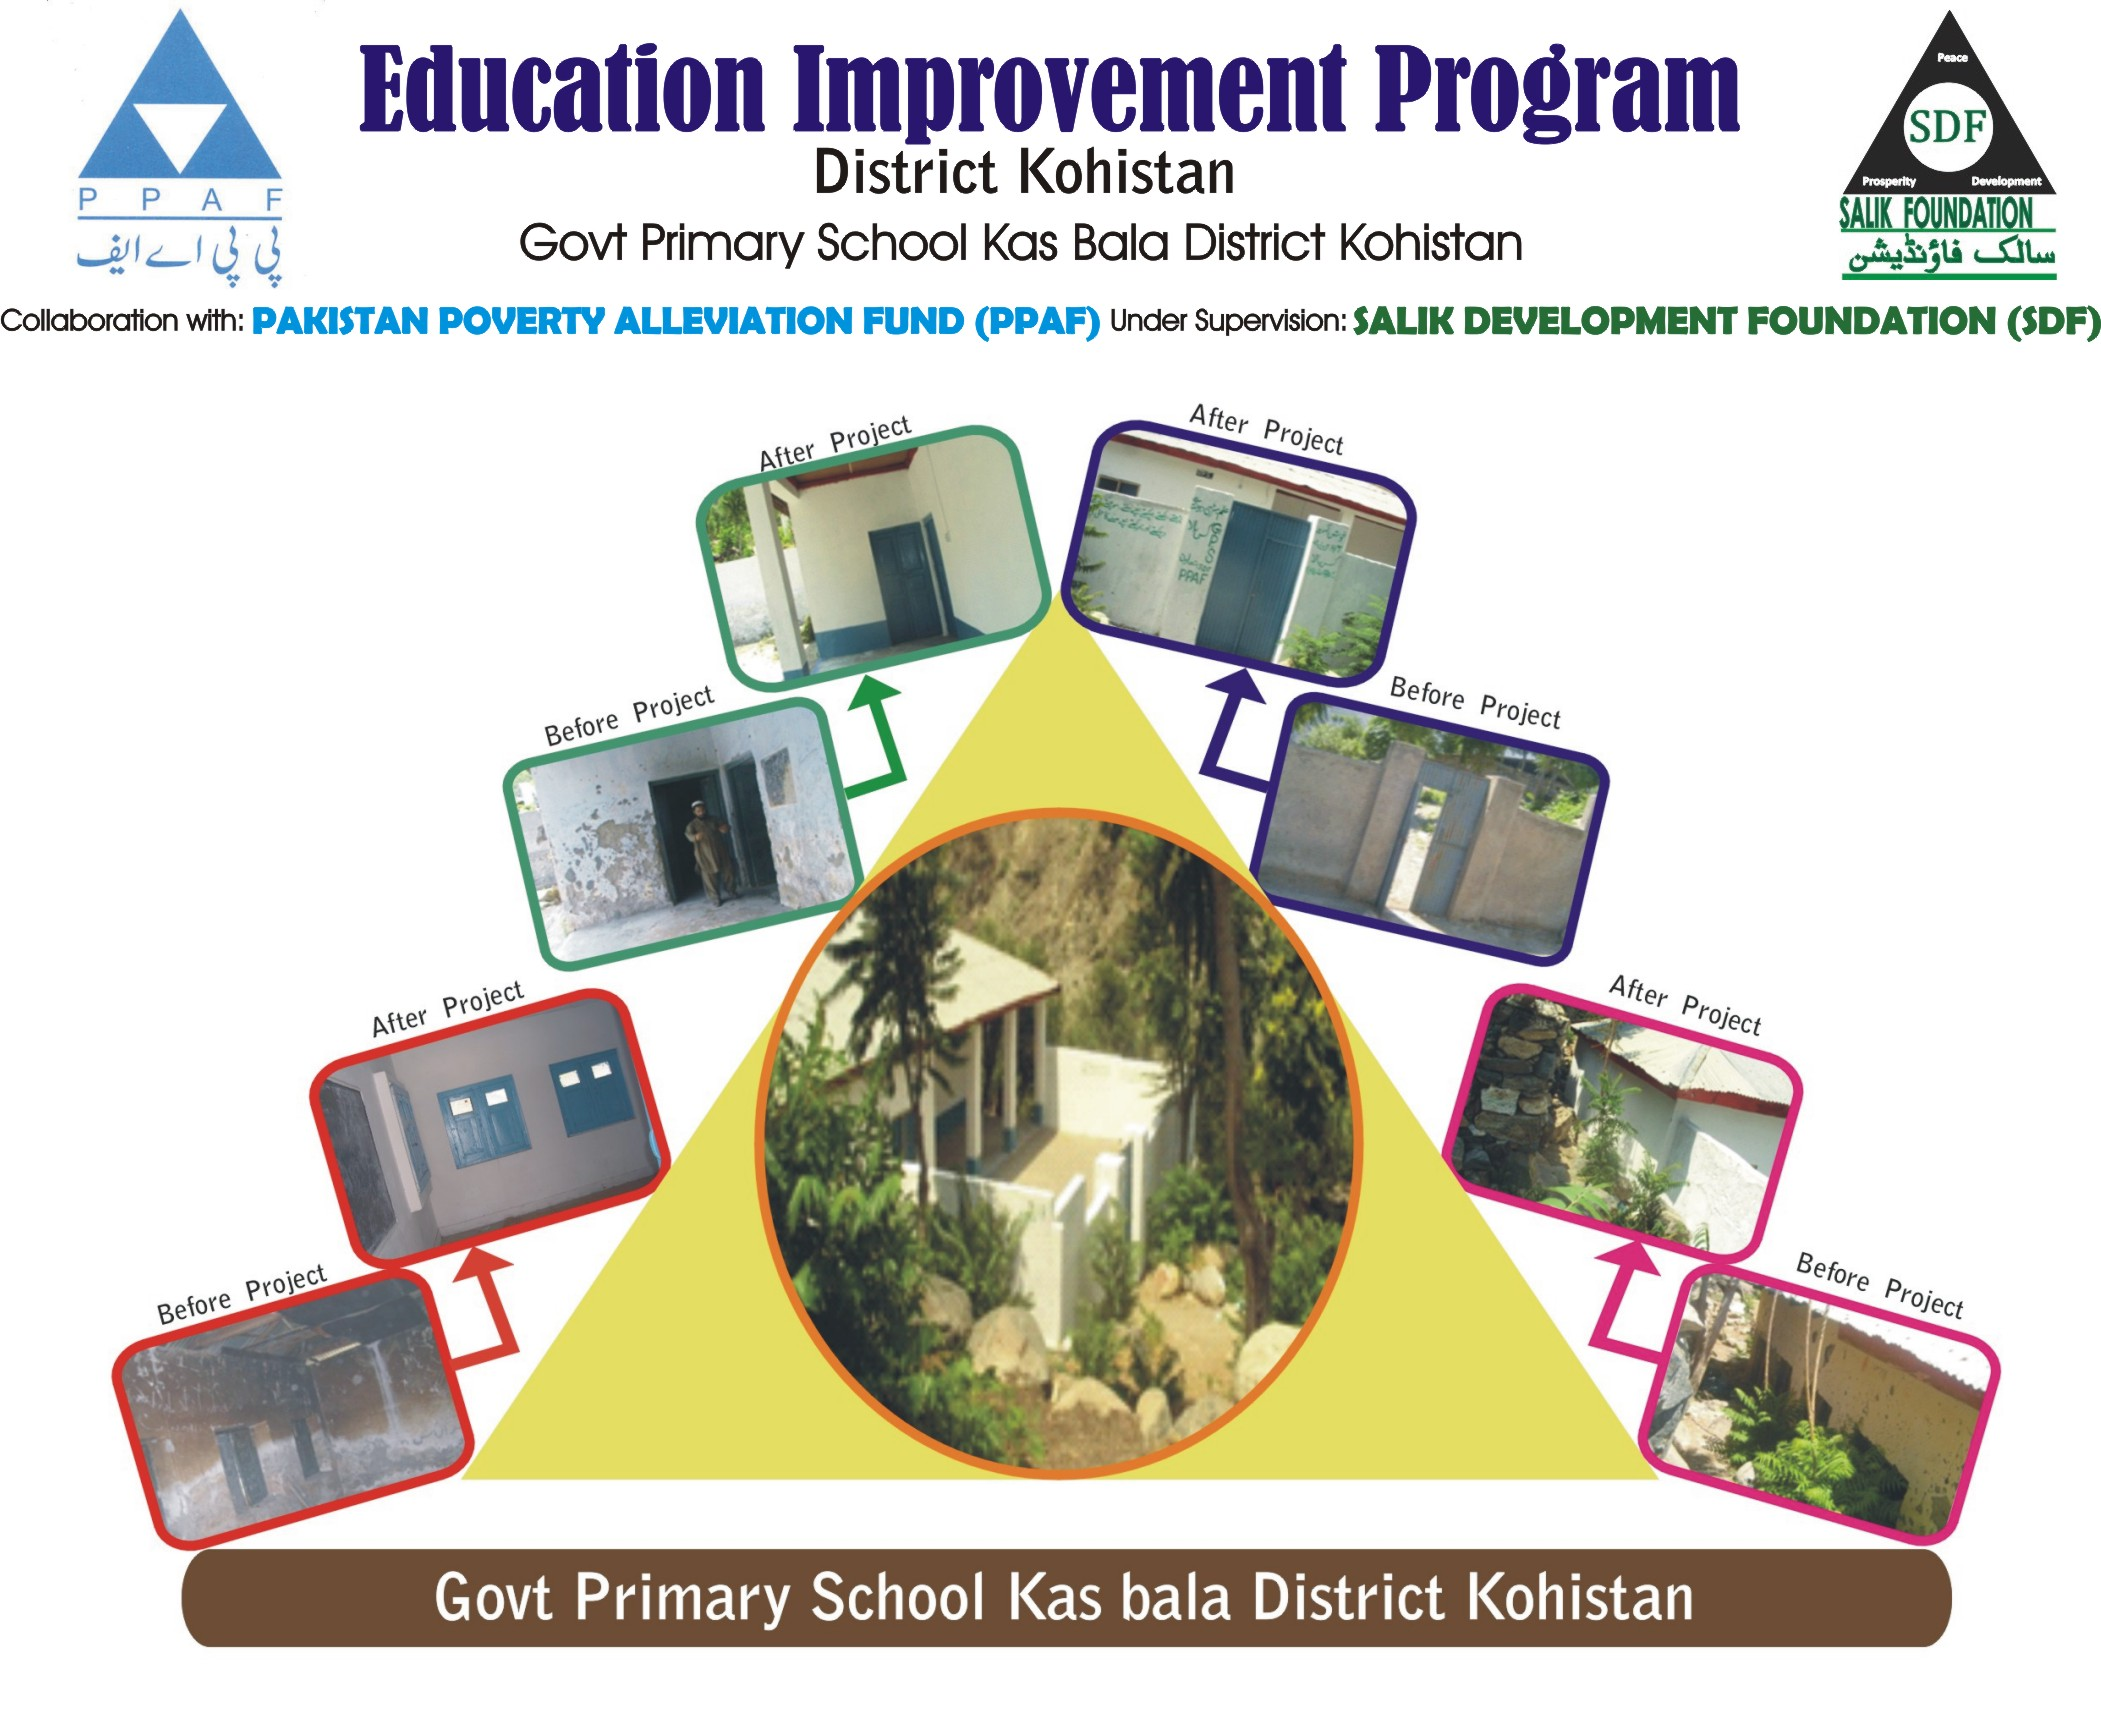 Education Improvement Program
District Kohistan
Govt Primary School Kas Bala District Kohistan
P P A F
پی پی اے ایف
Peace
SDF
Prosperity Development
SALIK FOUNDATION
سالک فاؤنڈیشن
Collaboration with: PAKISTAN POVERTY ALLEVIATION FUND (PPAF) Under Supervision: SALIK DEVELOPMENT FOUNDATION (SDF)
After Project
After Project
PPAF
Before Project
Before Project
After Project
After Project
Before Project
Before Project
Govt Primary School Kas bala District Kohistan